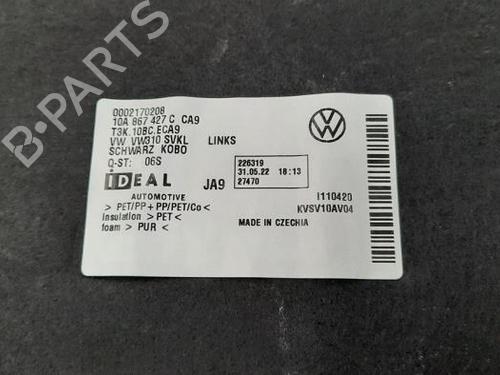 0002170208
10A 867 427 C CA9
T3K.10BC.ECA9
VW VW310 SVKL LINKS
SCHWARZ KOBO
Q-ST: 06S
IDEAL
AUTOMOTIVE
JA9
226319
31.05.22 18:13
27470
> PET/PP + PP/PET/Co <
Insulation > PET <
foam > PUR <
I110420
KVSV10AV04
MADE IN CZECHIA
B-PARTS